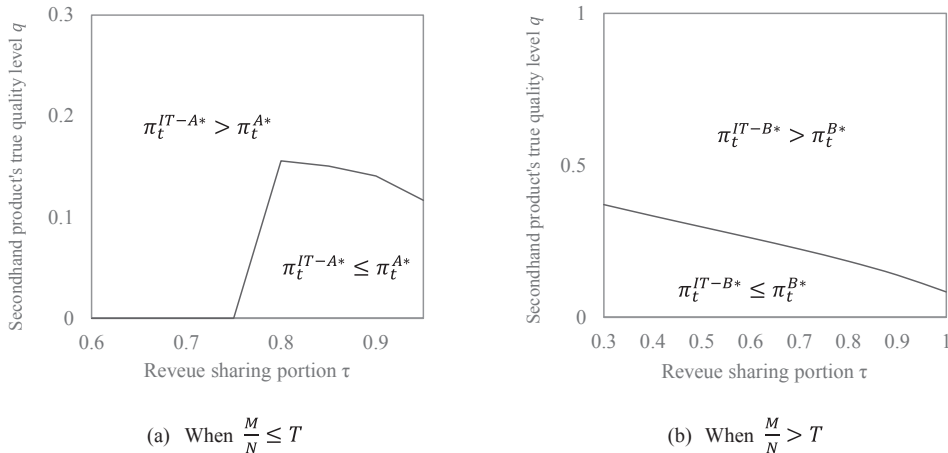 Secondhand product's true quality level q
0.3
0.2
0.1
0
π_t^{IT−A*} > π_t^{A*}
π_t^{IT−A*} ≤ π_t^{A*}
0.6 0.7 0.8 0.9
Reveue sharing portion τ
(a) When M/N ≤ T
Secondhand product's true quality level q
1
0.5
0
π_t^{IT−B*} > π_t^{B*}
π_t^{IT−B*} ≤ π_t^{B*}
0.3 0.4 0.5 0.6 0.7 0.8 0.9 1
Reveue sharing portion τ
(b) When M/N > T